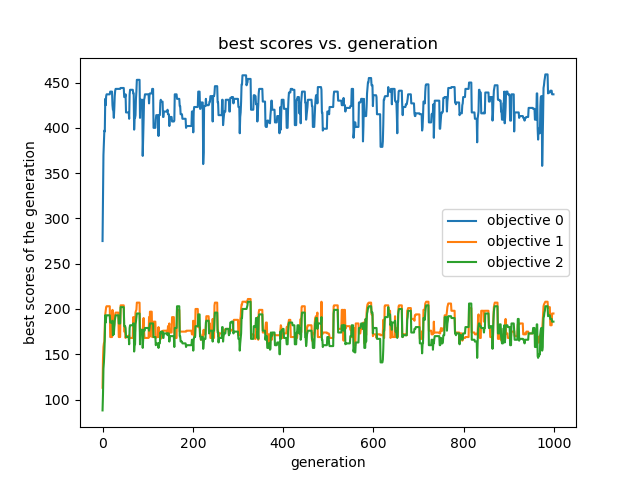 best scores vs. generation
best scores of the generation
450
400
350
300
250
200
150
100
objective 0
objective 1
objective 2
0
200
400
600
800
1000
generation